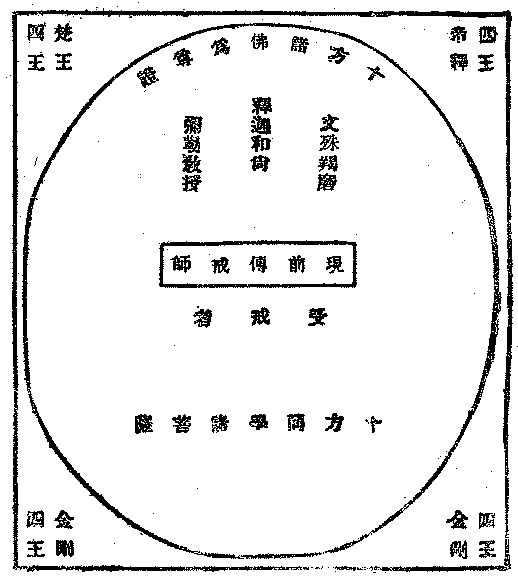 四王
帝釋
梵王
四王
十方諸佛爲尊證
文殊羯磨
釋迦和尙
彌勒敎授
現前傳戒師
受戒者
十方同學諸菩薩
四王
金剛
金剛
四王